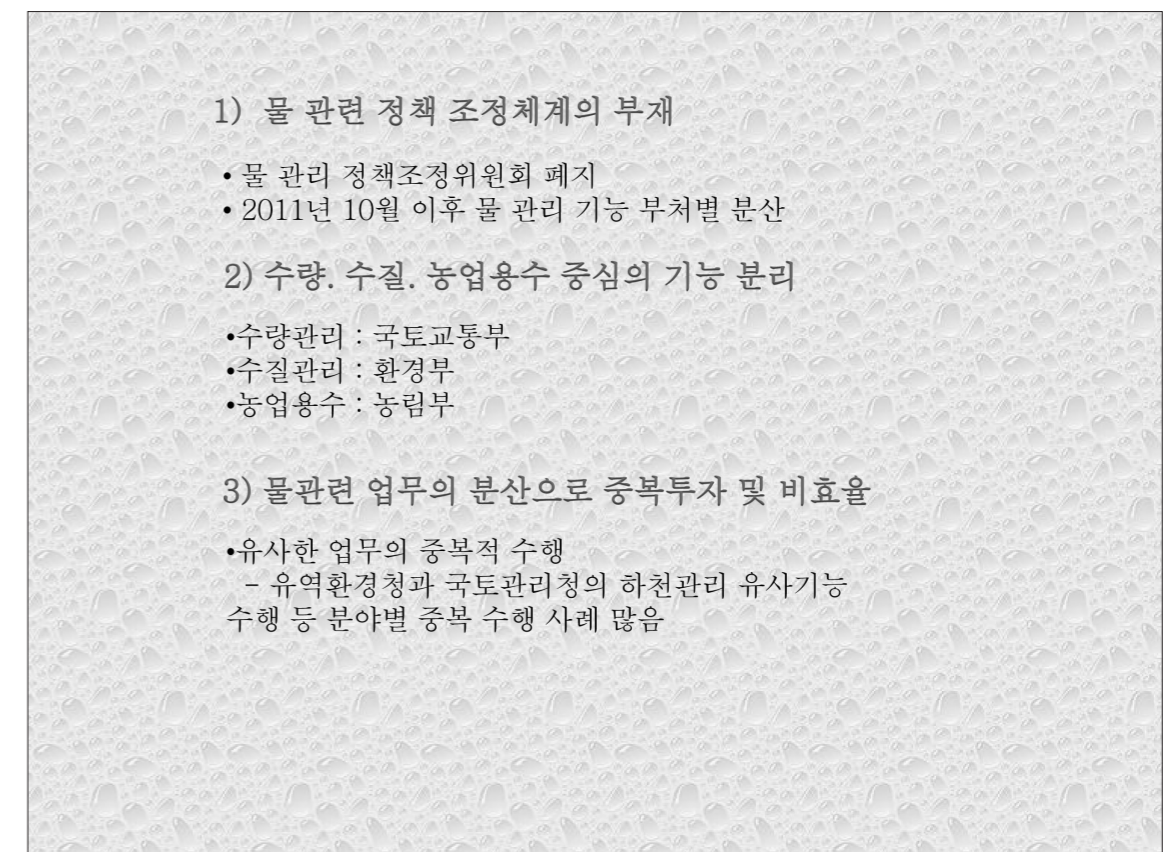 1) 물 관련 정책 조정체계의 부재
• 물 관리 정책조정위원회 폐지
• 2011년 10월 이후 물 관리 기능 부처별 분산
2) 수량. 수질. 농업용수 중심의 기능 분리
•수량관리 : 국토교통부
•수질관리 : 환경부
•농업용수 : 농림부
3) 물관련 업무의 분산으로 중복투자 및 비효율
•유사한 업무의 중복적 수행
- 유역환경청과 국토관리청의 하천관리 유사기능
수행 등 분야별 중복 수행 사례 많음